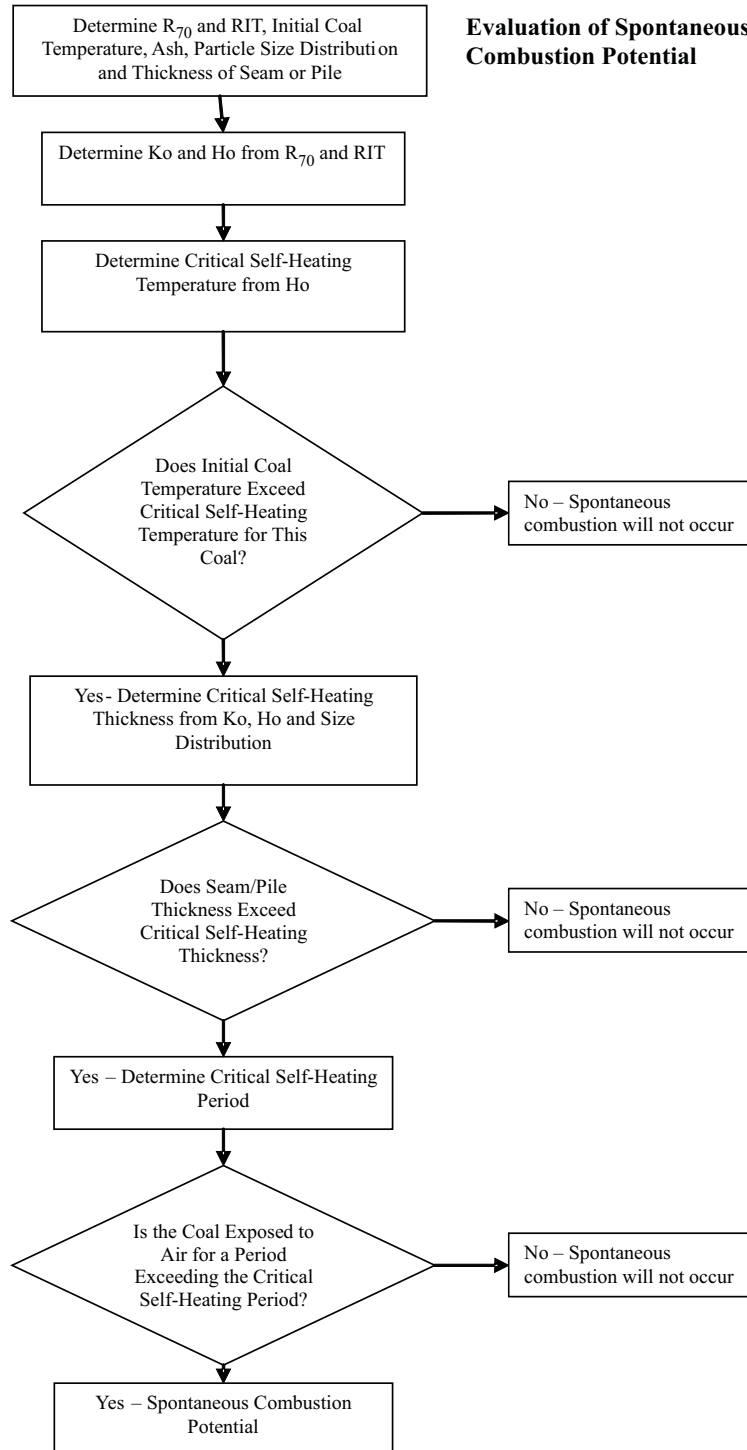 Evaluation of Spontaneous
Combustion Potential
Determine R70 and RIT, Initial Coal
Temperature, Ash, Particle Size Distribution
and Thickness of Seam or Pile
Determine Ko and Ho from R70 and RIT
Determine Critical Self-Heating
Temperature from Ho
Does Initial Coal
Temperature Exceed
Critical Self-Heating
Temperature for This
Coal?
No – Spontaneous
combustion will not occur
Yes- Determine Critical Self-Heating
Thickness from Ko, Ho and Size
Distribution
Does Seam/Pile
Thickness Exceed
Critical Self-Heating
Thickness?
No – Spontaneous
combustion will not occur
Yes – Determine Critical Self-Heating
Period
Is the Coal Exposed to
Air for a Period
Exceeding the Critical
Self-Heating Period?
No – Spontaneous
combustion will not occur
Yes – Spontaneous Combustion
Potential